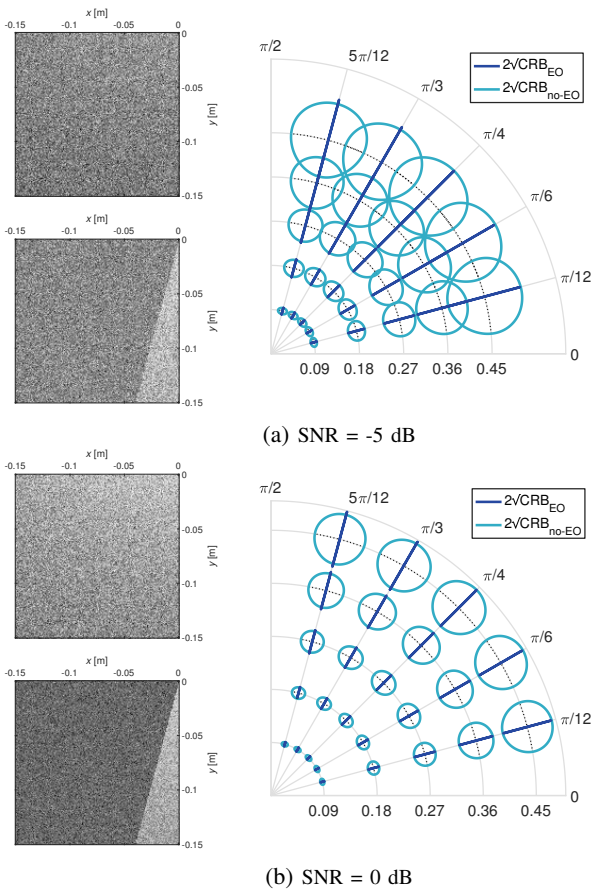 x [m]
-0.15 -0.1 -0.05 0
0
-0.05
-0.1
-0.15
y [m]
x [m]
-0.15 -0.1 -0.05 0
0
-0.05
-0.1
-0.15
y [m]
π/2
5π/12
π/3
π/4
π/6
π/12
0
0.09 0.18 0.27 0.36 0.45
2√CRB_EO
2√CRB_no-EO
(a) SNR = -5 dB
x [m]
-0.15 -0.1 -0.05 0
0
-0.05
-0.1
-0.15
y [m]
x [m]
-0.15 -0.1 -0.05 0
0
-0.05
-0.1
-0.15
y [m]
π/2
5π/12
π/3
π/4
π/6
π/12
0
0.09 0.18 0.27 0.36 0.45
2√CRB_EO
2√CRB_no-EO
(b) SNR = 0 dB